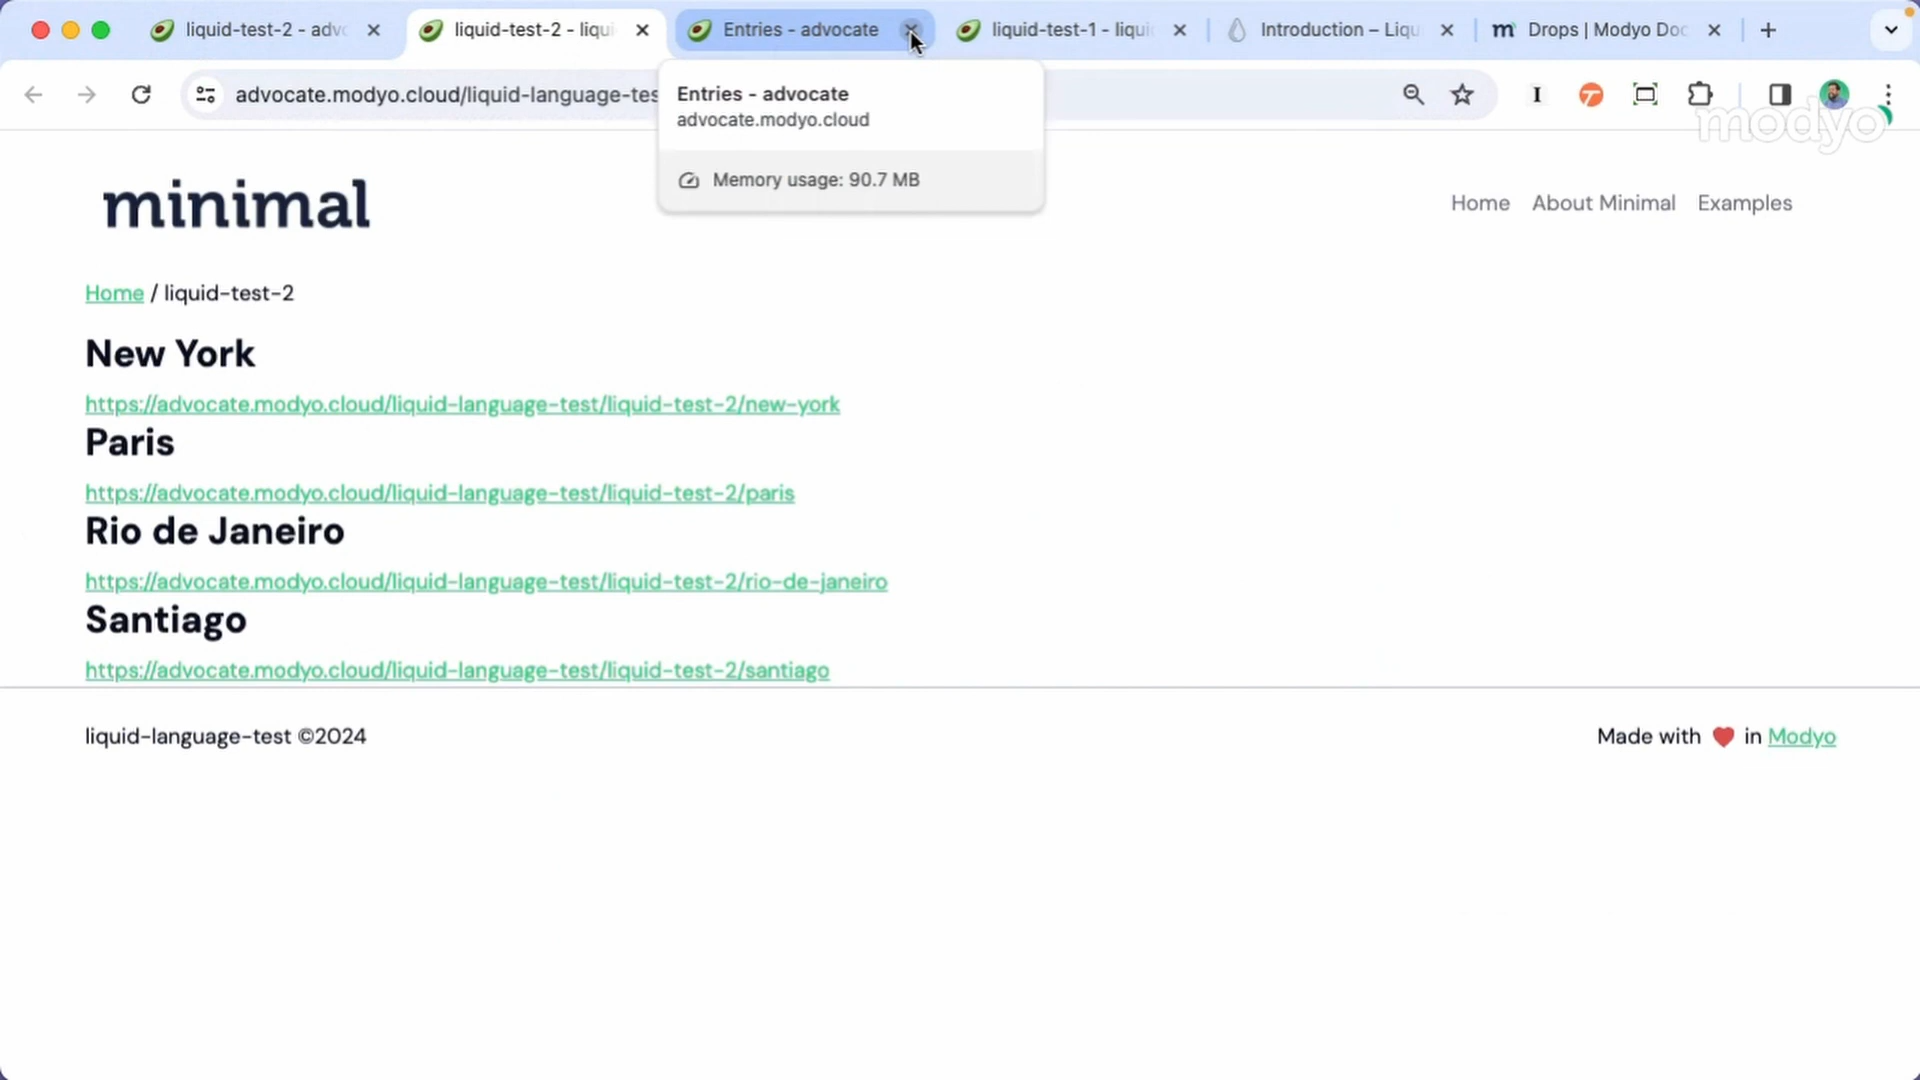 liquid-test-2 - adv
liquid-test-2 - liqui
Entries - advocate
liquid-test-1 - liqui
Introduction – Liqu
Drops | Modyo Doc
advocate.modyo.cloud/liquid-language-tes
Entries - advocate
advocate.modyo.cloud
Memory usage: 90.7 MB
modyo
minimal
Home
About Minimal
Examples
Home / liquid-test-2
New York
https://advocate.modyo.cloud/liquid-language-test/liquid-test-2/new-york
Paris
https://advocate.modyo.cloud/liquid-language-test/liquid-test-2/paris
Rio de Janeiro
https://advocate.modyo.cloud/liquid-language-test/liquid-test-2/rio-de-janeiro
Santiago
https://advocate.modyo.cloud/liquid-language-test/liquid-test-2/santiago
liquid-language-test ©2024
Made with ❤ in Modyo